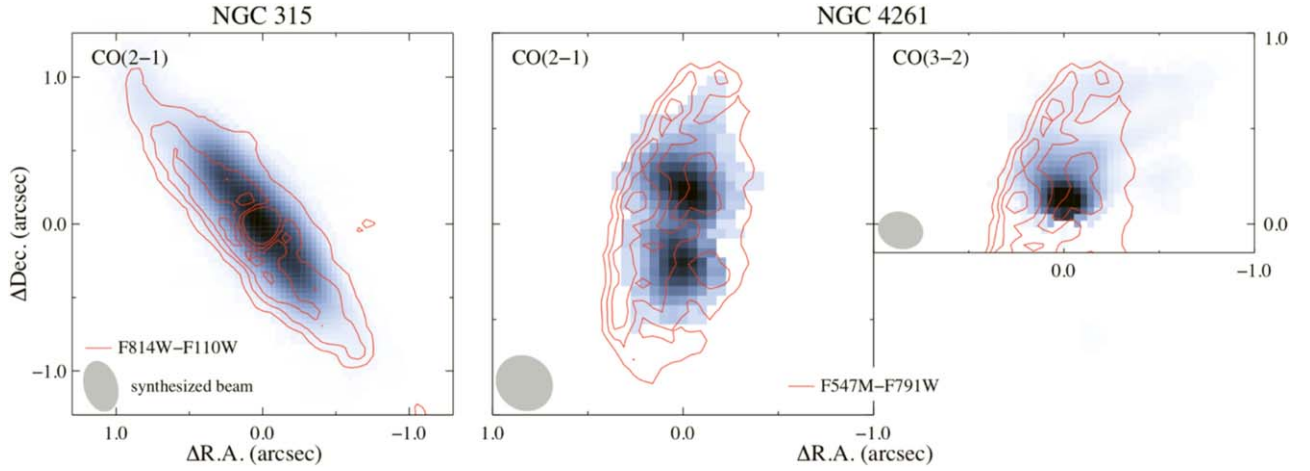 NGC 315
NGC 4261
CO(2−1)
CO(2−1)
CO(3−2)
1.0
0.0
−1.0
ΔDec. (arcsec)
F814W−F110W
synthesized beam
1.0
0.0
−1.0
ΔR.A. (arcsec)
F547M−F791W
1.0
0.0
−1.0
ΔR.A. (arcsec)
1.0
0.0
0.0
−1.0